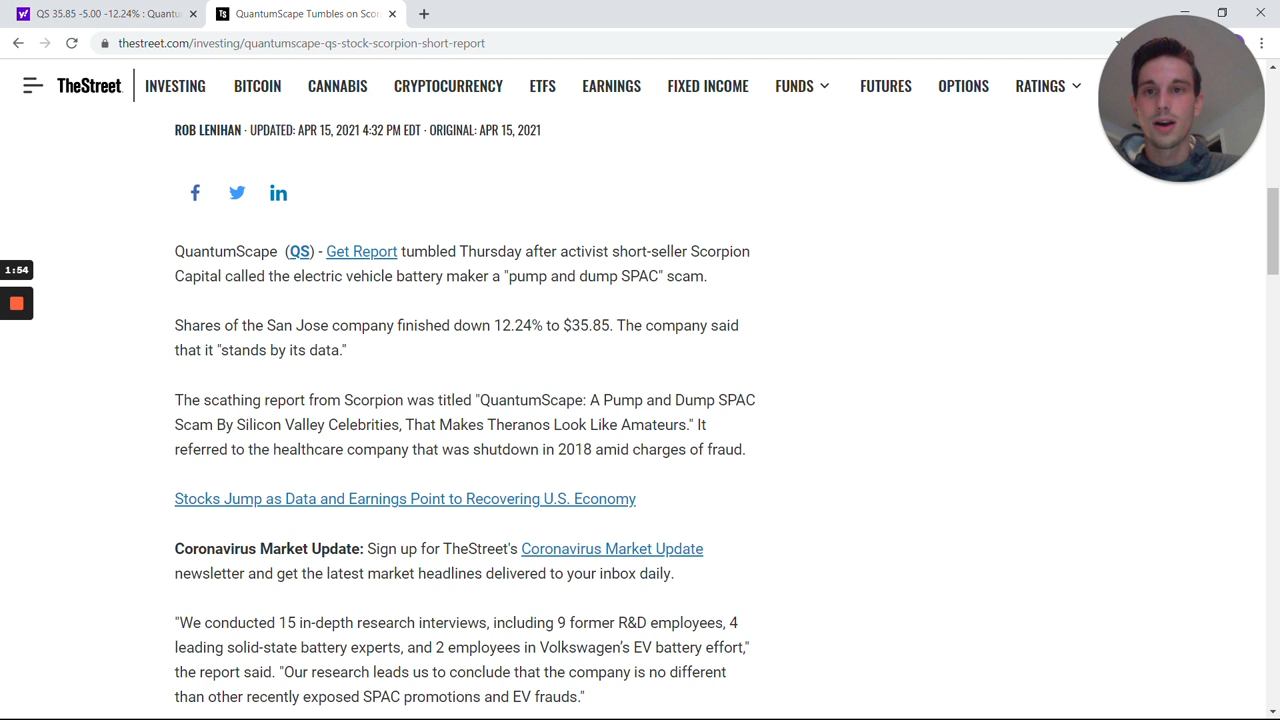 QS 35.85 -5.00 -12.24% : Quantu
QuantumScape Tumbles on Scor
thestreet.com/investing/quantumscape-qs-stock-scorpion-short-report
TheStreet INVESTING BITCOIN CANNABIS CRYPTOCURRENCY ETFS EARNINGS FIXED INCOME FUNDS FUTURES OPTIONS RATINGS
ROB LENIHAN · UPDATED: APR 15, 2021 4:32 PM EDT · ORIGINAL: APR 15, 2021
QuantumScape (QS) - Get Report tumbled Thursday after activist short-seller Scorpion
Capital called the electric vehicle battery maker a "pump and dump SPAC" scam.
1:54
Shares of the San Jose company finished down 12.24% to $35.85. The company said
that it "stands by its data."
The scathing report from Scorpion was titled "QuantumScape: A Pump and Dump SPAC
Scam By Silicon Valley Celebrities, That Makes Theranos Look Like Amateurs." It
referred to the healthcare company that was shutdown in 2018 amid charges of fraud.
Stocks Jump as Data and Earnings Point to Recovering U.S. Economy
Coronavirus Market Update: Sign up for TheStreet's Coronavirus Market Update
newsletter and get the latest market headlines delivered to your inbox daily.
"We conducted 15 in-depth research interviews, including 9 former R&D employees, 4
leading solid-state battery experts, and 2 employees in Volkswagen’s EV battery effort,"
the report said. "Our research leads us to conclude that the company is no different
than other recently exposed SPAC promotions and EV frauds."